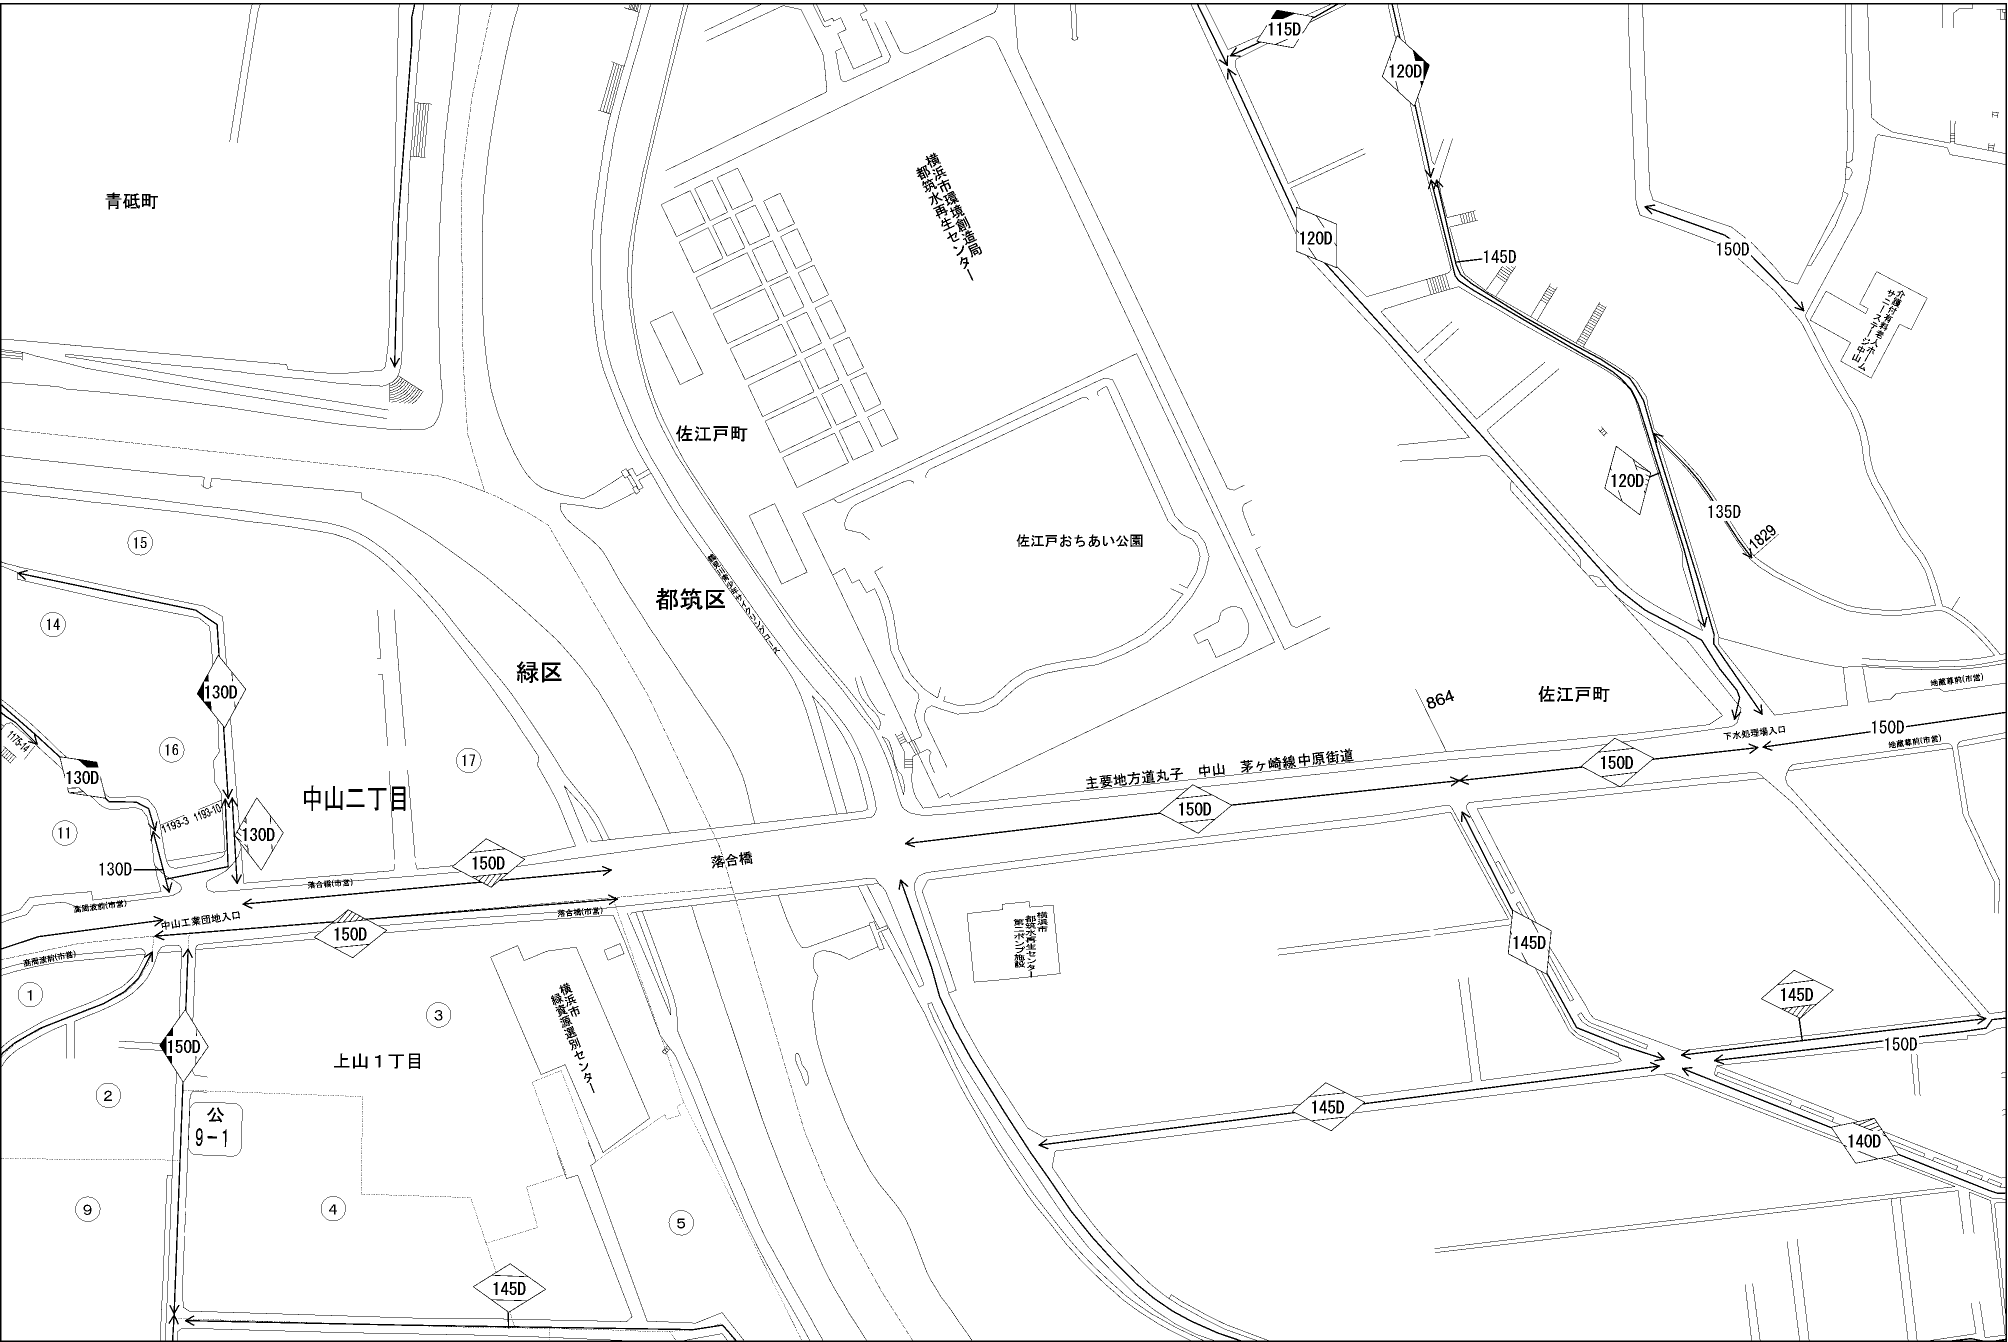 115D
120D
青砥町
横浜市環境創造局
都筑水再生センター
120D
145D
150D
介護付有料老人ホーム
サニーステージ中山
佐江戸町
120D
135D
1829
佐江戸おちあい公園
15
14
都筑区
緑区
130D
864
佐江戸町
地蔵尊前(市営)
下水処理場入口
150D
地蔵尊前(市営)
1175-14
16
17
130D
中山二丁目
主要地方道丸子 中山 茅ヶ崎線中原街道
150D
150D
11
1193-3
1193-10
130D
130D
150D
落合橋
落合橋(市営)
高間波前(市営)
中山工業団地入口
落合橋(市営)
150D
高間波前(市営)
横浜市
都筑水再生センター
第二ポンプ施設
145D
1
3
横浜市
緑資源選別センター
145D
150D
150D
上山1丁目
2
公
9-1
145D
140D
9
4
5
145D